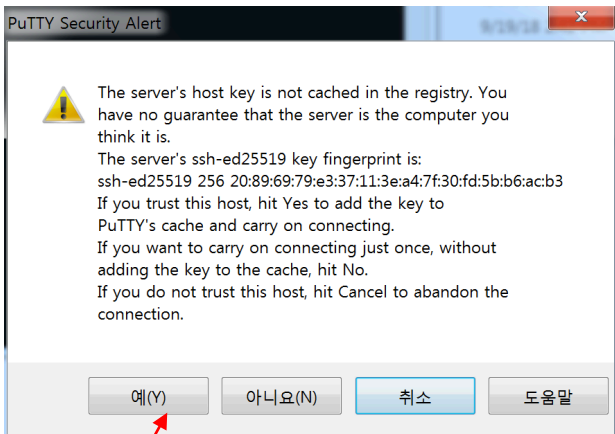 PuTTY Security Alert
The server's host key is not cached in the registry. You
have no guarantee that the server is the computer you
think it is.
The server's ssh-ed25519 key fingerprint is:
ssh-ed25519 256 20:89:69:79:e3:37:11:3e:a4:7f:30:fd:5b:b6:ac:b3
If you trust this host, hit Yes to add the key to
PuTTY's cache and carry on connecting.
If you want to carry on connecting just once, without
adding the key to the cache, hit No.
If you do not trust this host, hit Cancel to abandon the
connection.
예(Y) 아니요(N) 취소 도움말